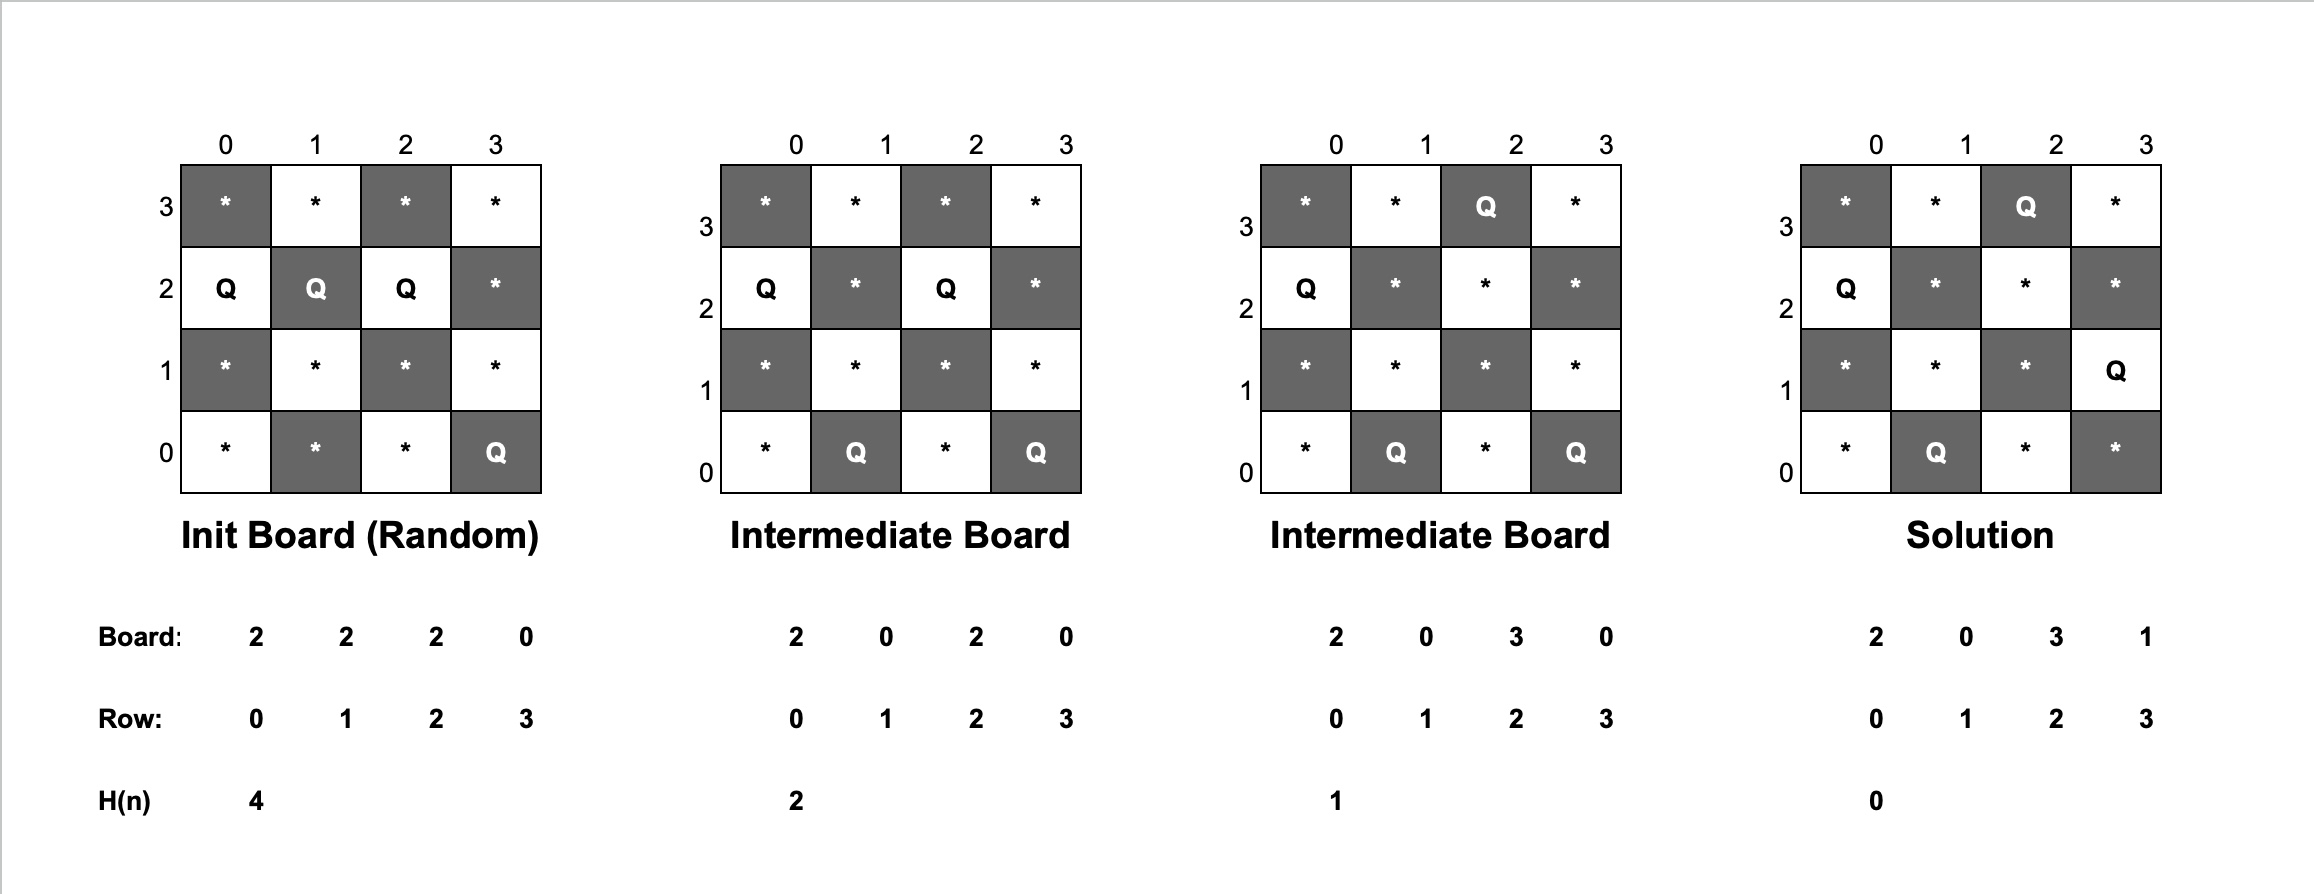 0 1 2 3 0 1 2 3 0 1 2 3 0 1 2 3
3 * * * * 3 * * * * 3 * * Q * 3 * * Q *
2 Q Q Q * 2 Q * Q * 2 Q * * * 2 Q * * *
1 * * * * 1 * * * * 1 * * * * 1 * * * Q
0 * * * Q 0 * Q * Q 0 * Q * Q 0 * Q * *
Init Board (Random) Intermediate Board Intermediate Board Solution
Board: 2 2 2 0 2 0 2 0 2 0 3 0 2 0 3 1
Row: 0 1 2 3 0 1 2 3 0 1 2 3 0 1 2 3
H(n) 4 2 1 0